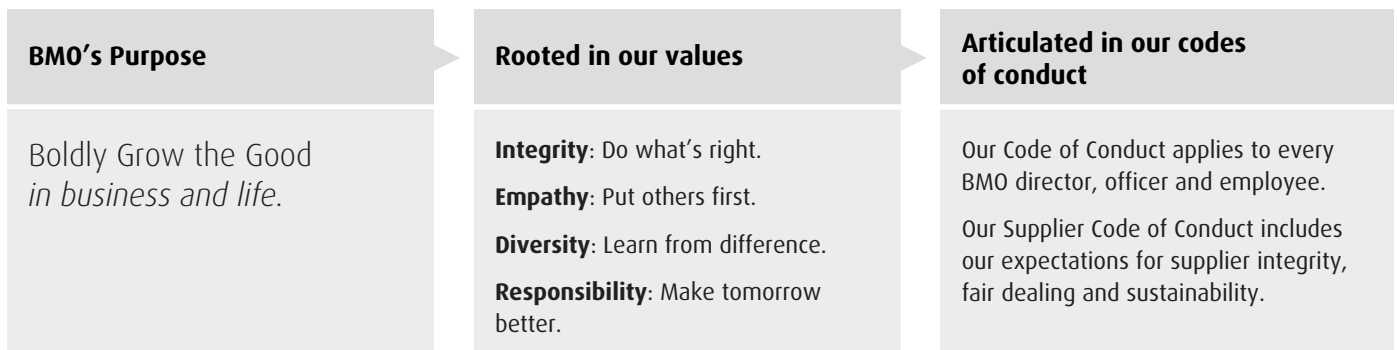 BMO's Purpose
Boldly Grow the Good
in business and life.
Rooted in our values
Integrity: Do what's right.
Empathy: Put others first.
Diversity: Learn from difference.
Responsibility: Make tomorrow
better.
Articulated in our codes
of conduct
Our Code of Conduct applies to every
BMO director, officer and employee.
Our Supplier Code of Conduct includes
our expectations for supplier integrity,
fair dealing and sustainability.